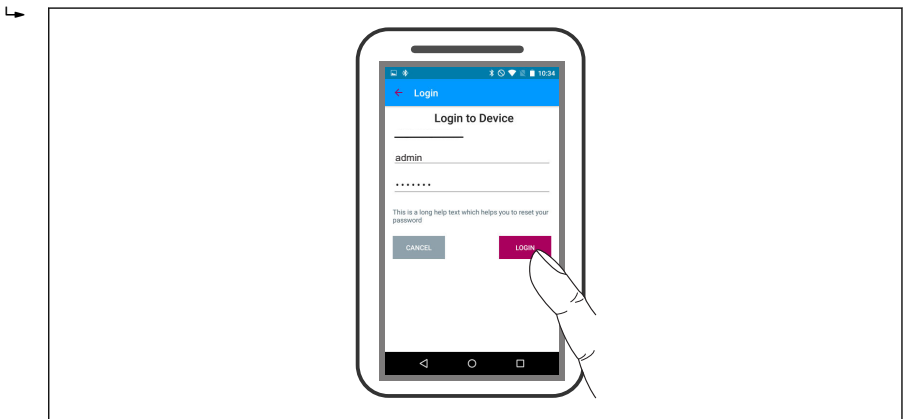 10:34
Login
Login to Device
admin
.......
This is a long help text which helps you to reset your
password
CANCEL LOGIN